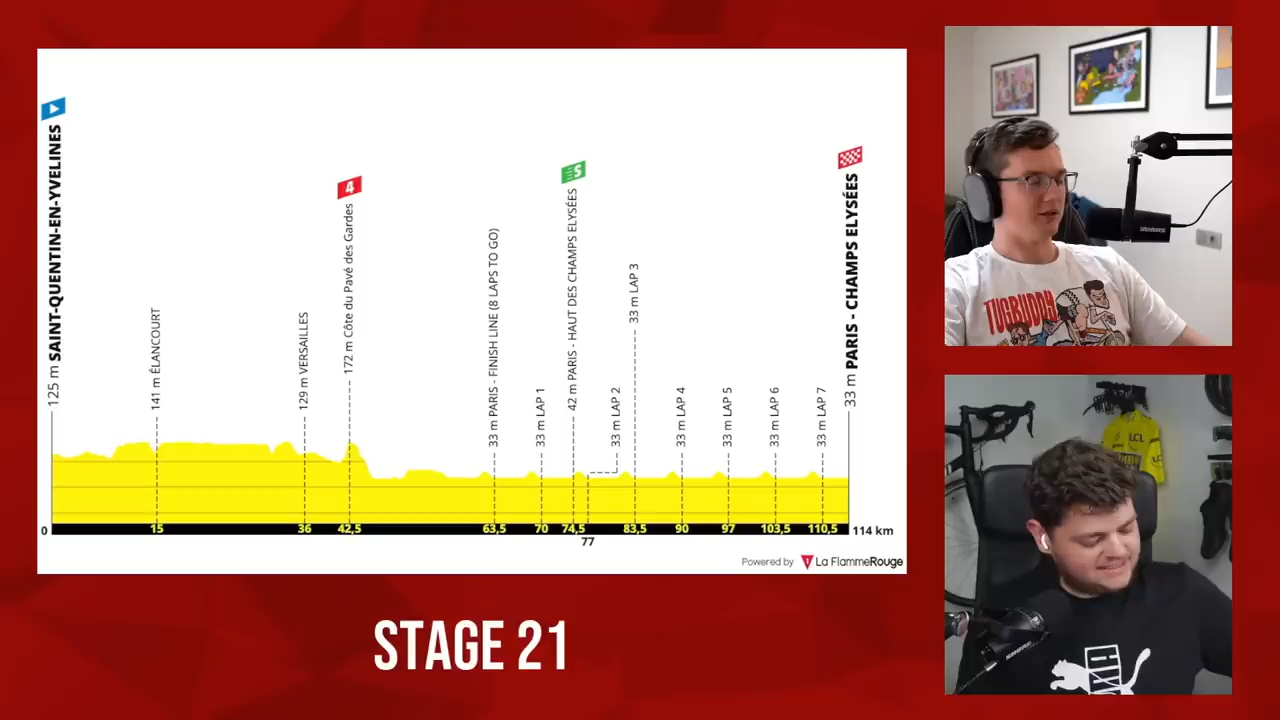 125 m SAINT-QUENTIN-EN-YVELINES
141 m ÉLANCOURT
129 m VERSAILLES
4
172 m Côte du Pavé des Gardes
33 m PARIS - FINISH LINE (8 LAPS TO GO)
33 m LAP 1
S
42 m PARIS - HAUT DES CHAMPS ELYSÉES
33 m LAP 2
33 m LAP 3
33 m LAP 4
33 m LAP 5
33 m LAP 6
33 m LAP 7
33 m PARIS - CHAMPS ELYSÉES
0 15 36 42,5 63,5 70 74,5 83,5 90 97 103,5 110,5 114 km
77
Powered by La FlammeRouge
STAGE 21
TUGBUDDY
SHURE
LCL
LCL